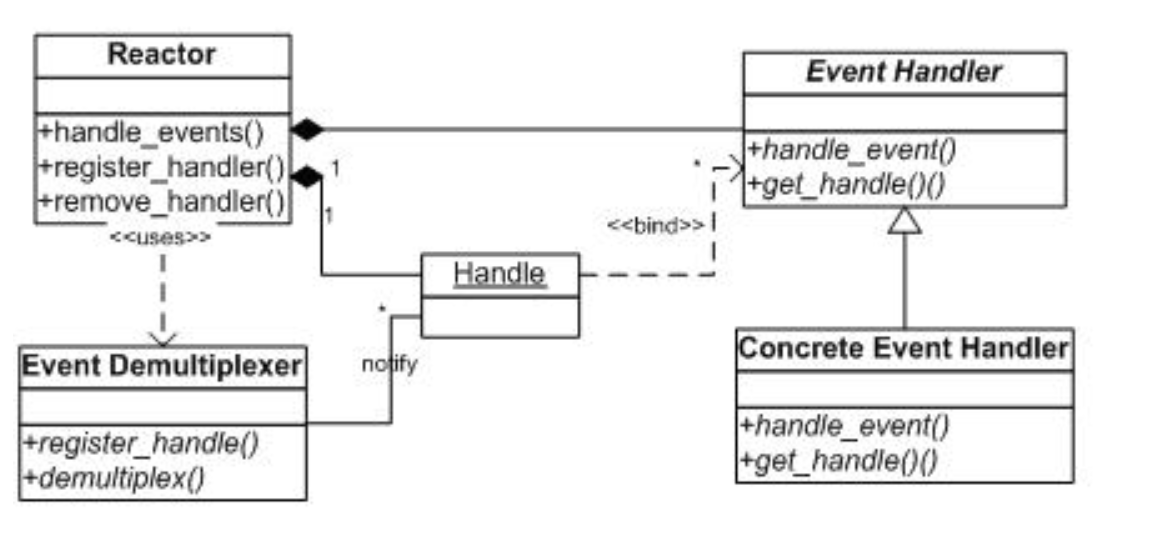 Reactor
+handle_events()
+register_handler()
+remove_handler()
<<uses>>
1
1
Event Handler
+handle_event()
+get_handle()()
*
<<bind>>
Handle
*
notify
Event Demultiplexer
+register_handle()
+demultiplex()
Concrete Event Handler
+handle_event()
+get_handle()()